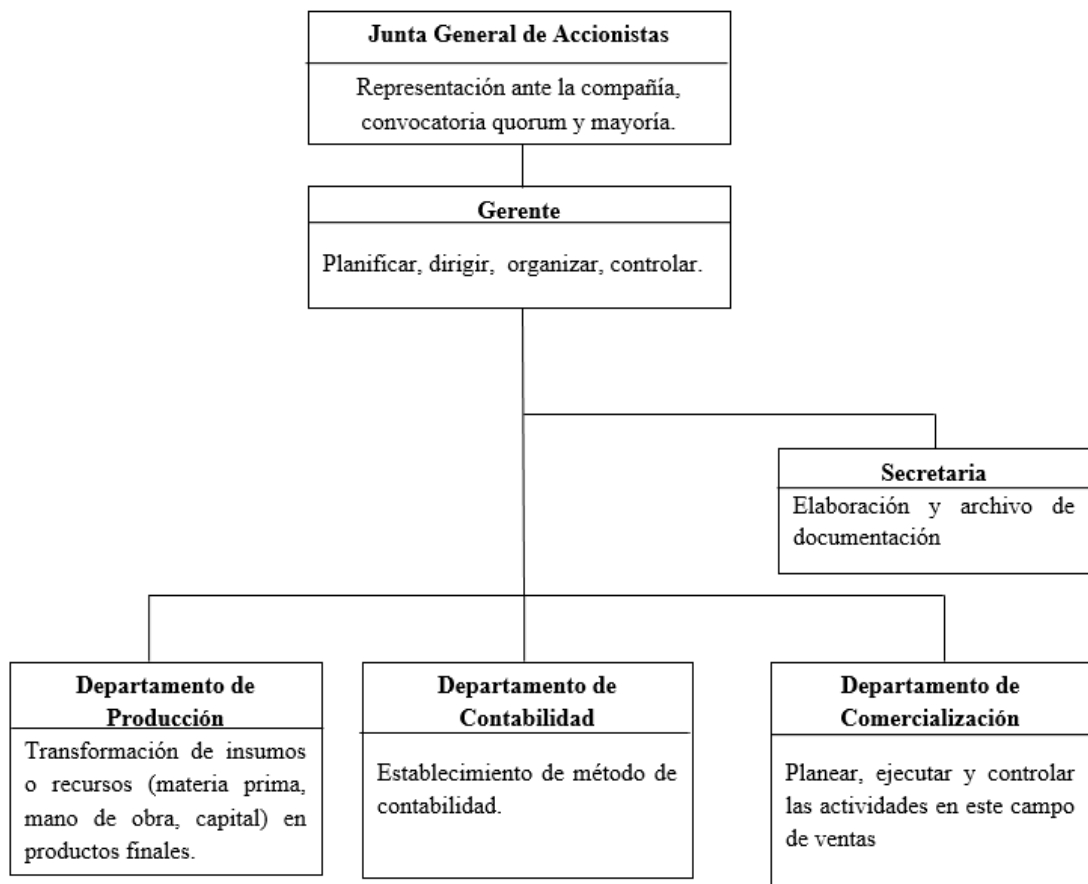 Junta General de Accionistas
Representación ante la compañía,
convocatoria quorum y mayoría.
Gerente
Planificar, dirigir, organizar, controlar.
Secretaria
Elaboración y archivo de
documentación
Departamento de
Producción
Transformación de insumos
o recursos (materia prima,
mano de obra, capital) en
productos finales.
Departamento de
Contabilidad
Establecimiento de método de
contabilidad.
Departamento de
Comercialización
Planear, ejecutar y controlar
las actividades en este campo
de ventas